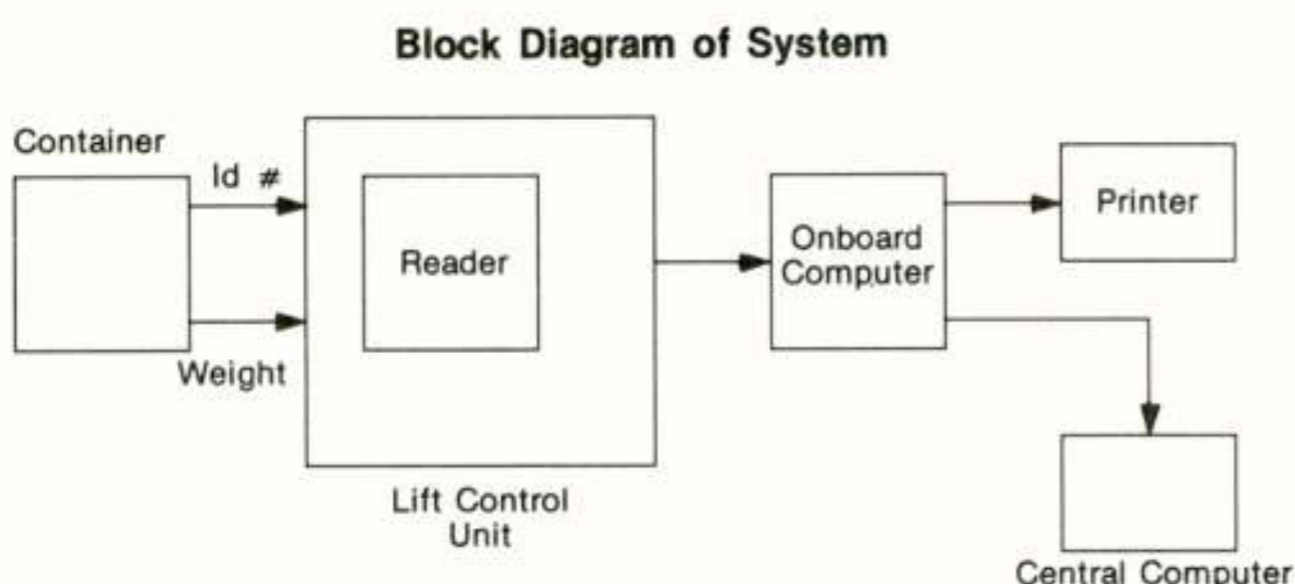 Block Diagram of System
Container
Id #
Weight
Reader
Lift Control
Unit
Onboard
Computer
Printer
Central Computer